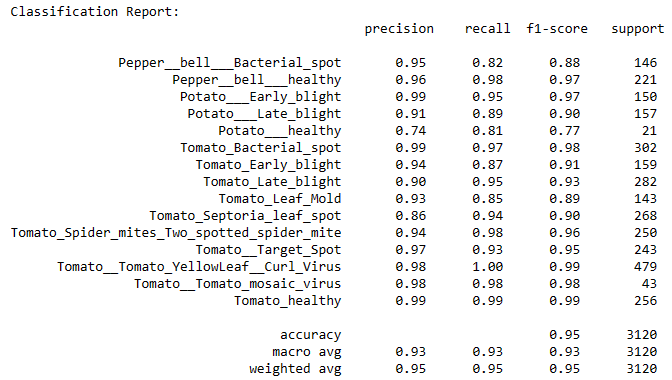 Classification Report:
precision recall f1-score support
Pepper__bell___Bacterial_spot 0.95 0.82 0.88 146
Pepper__bell___healthy 0.96 0.98 0.97 221
Potato___Early_blight 0.99 0.95 0.97 150
Potato___Late_blight 0.91 0.89 0.90 157
Potato___healthy 0.74 0.81 0.77 21
Tomato_Bacterial_spot 0.99 0.97 0.98 302
Tomato_Early_blight 0.94 0.87 0.91 159
Tomato_Late_blight 0.90 0.95 0.93 282
Tomato_Leaf_Mold 0.93 0.85 0.89 143
Tomato_Septoria_leaf_spot 0.86 0.94 0.90 268
Tomato_Spider_mites_Two_spotted_spider_mite 0.94 0.98 0.96 250
Tomato__Target_Spot 0.97 0.93 0.95 243
Tomato__Tomato_YellowLeaf__Curl_Virus 0.98 1.00 0.99 479
Tomato__Tomato_mosaic_virus 0.98 0.98 0.98 43
Tomato_healthy 0.99 0.99 0.99 256
accuracy 0.95 3120
macro avg 0.93 0.93 0.93 3120
weighted avg 0.95 0.95 0.95 3120